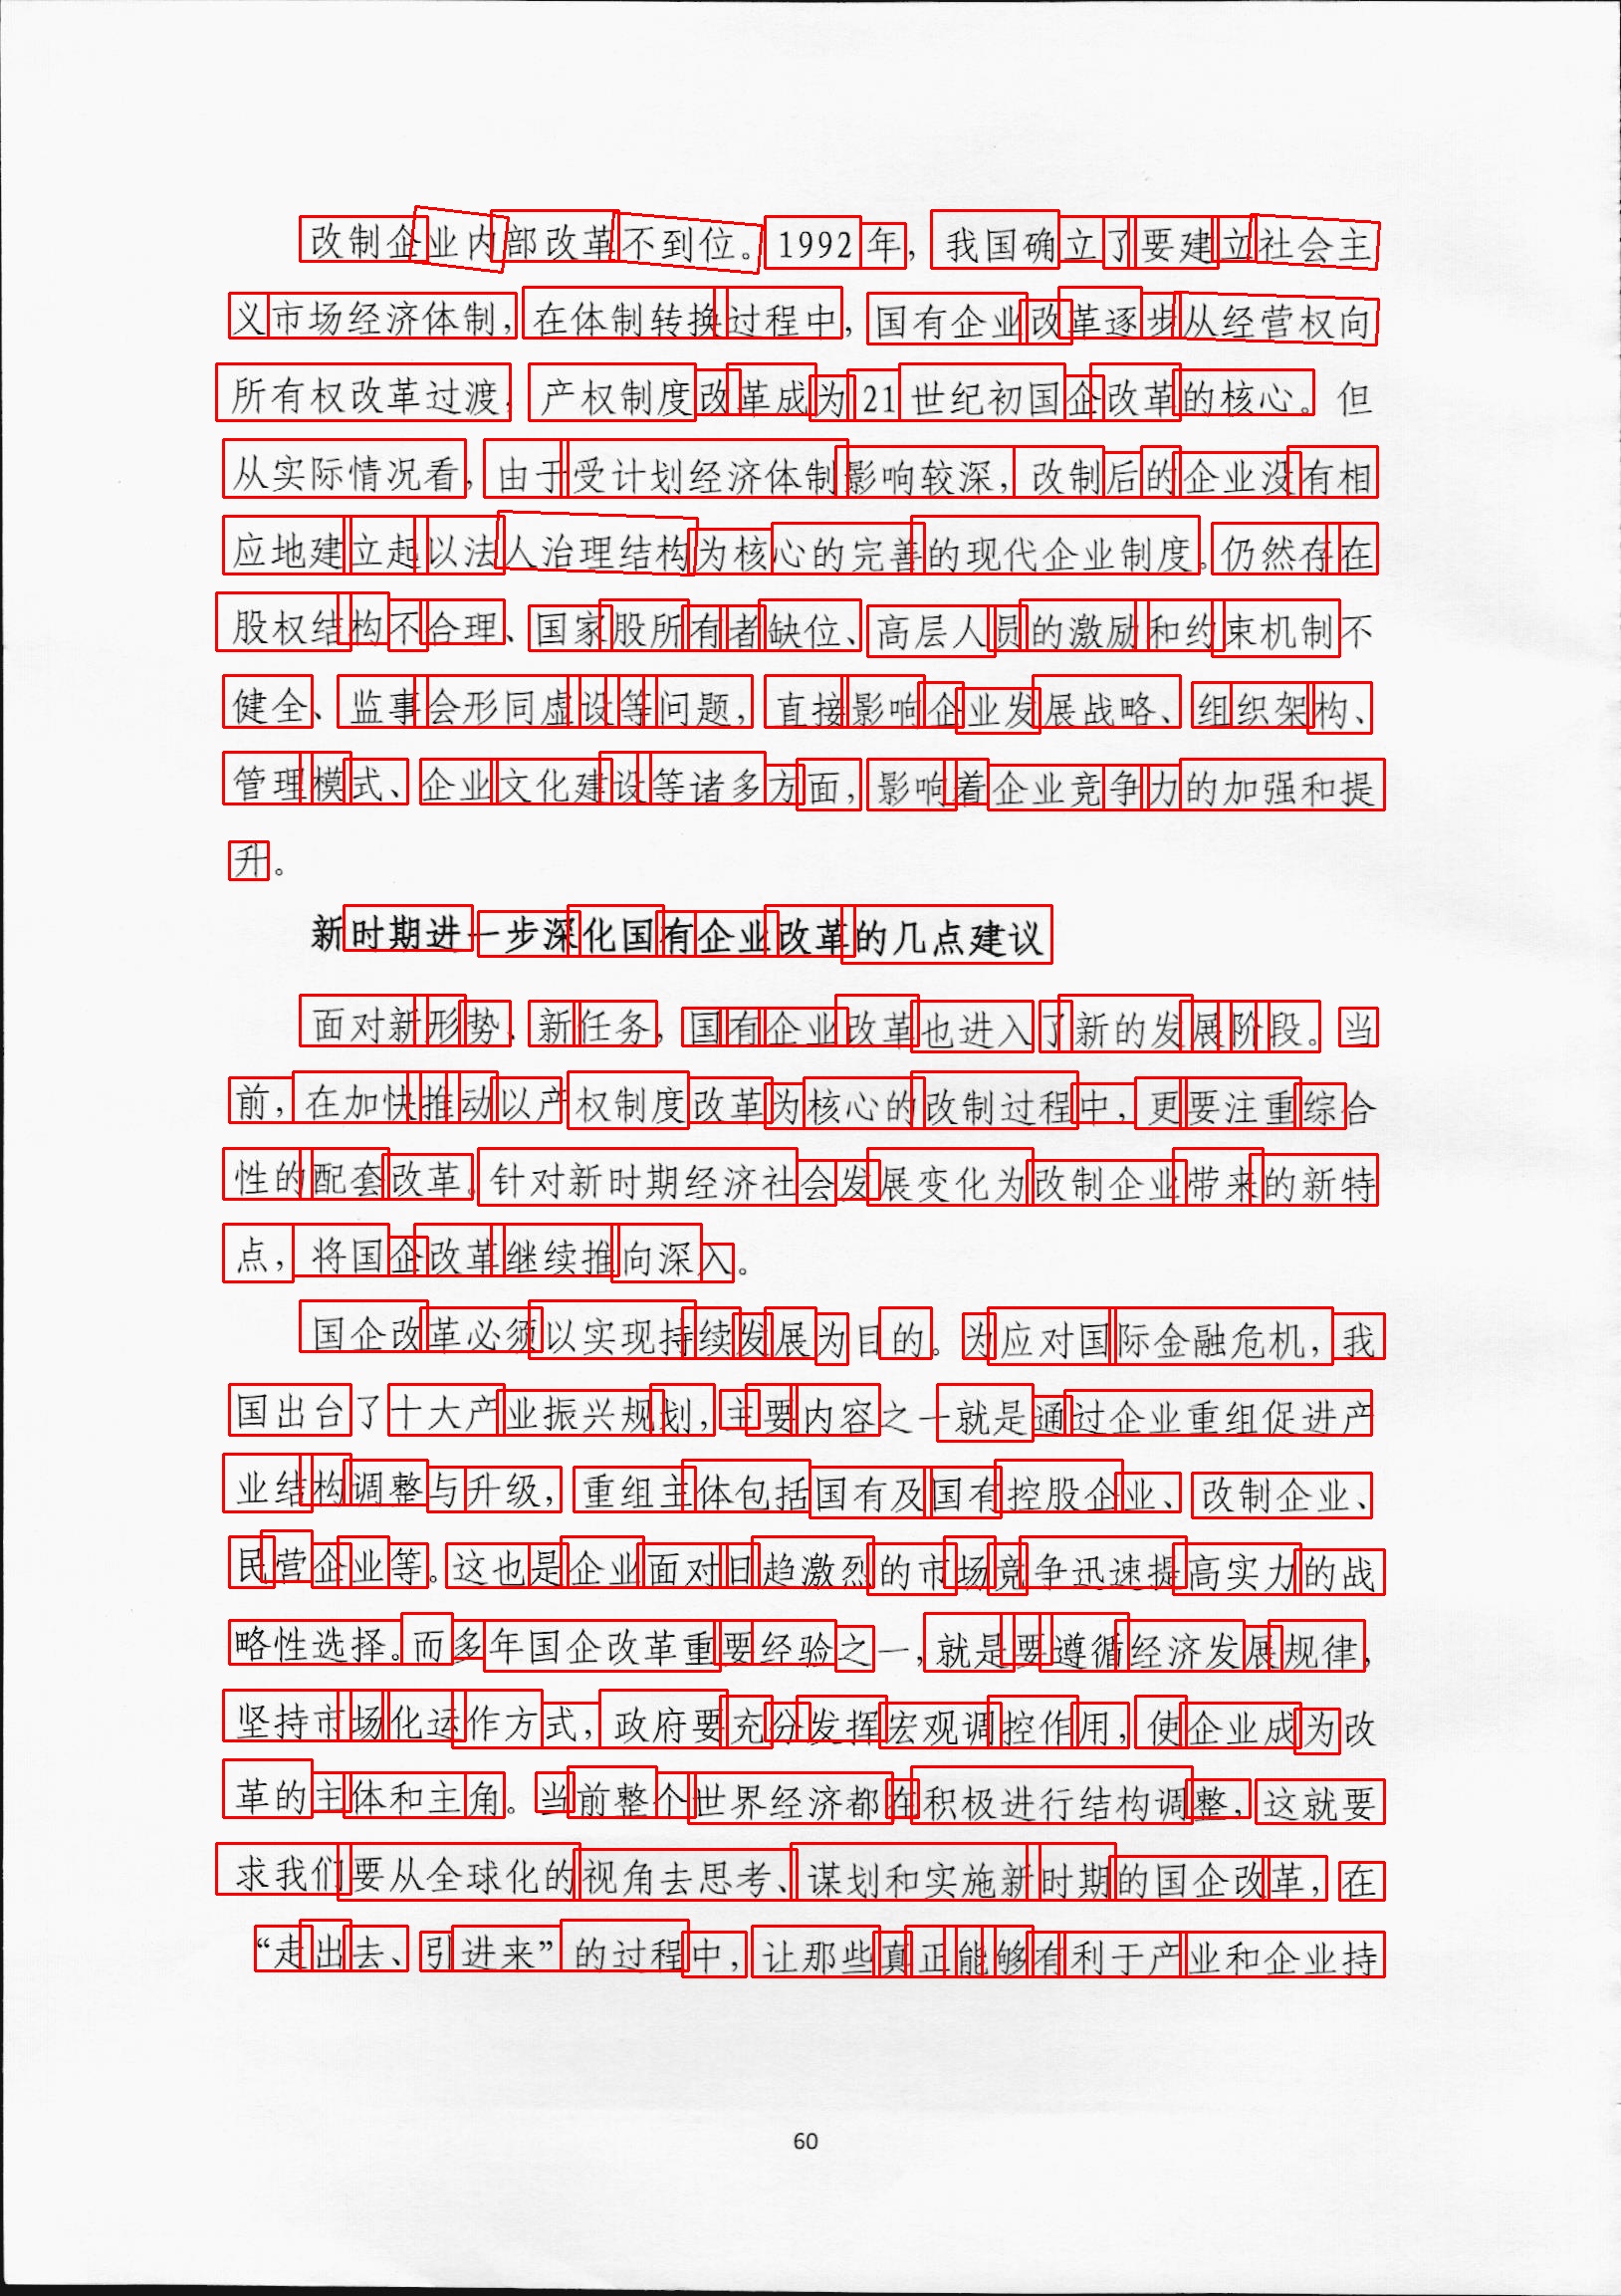 改制企业内部改革不到位。1992年，我国确立了要建立社会主
义市场经济体制，在体制转换过程中，国有企业改革逐步从经营权向
所有权改革过渡，产权制度改革成为21世纪初国企改革的核心。但
从实际情况看，由于受计划经济体制影响较深，改制后的企业没有相
应地建立起以法人治理结构为核心的完善的现代企业制度。仍然存在
股权结构不合理、国家股所有者缺位、高层人员的激励和约束机制不
健全、监事会形同虚设等问题，直接影响企业发展战略、组织架构、
管理模式、企业文化建设等诸多方面，影响着企业竞争力的加强和提
升。
新时期进一步深化国有企业改革的几点建议
面对新形势、新任务，国有企业改革也进入了新的发展阶段。当
前，在加快推动以产权制度改革为核心的改制过程中，更要注重综合
性的配套改革。针对新时期经济社会发展变化为改制企业带来的新特
点，将国企改革继续推向深入。
国企改革必须以实现持续发展为目的。为应对国际金融危机，我
国出台了十大产业振兴规划，主要内容之一就是通过企业重组促进产
业结构调整与升级，重组主体包括国有及国有控股企业、改制企业、
民营企业等。这也是企业面对日趋激烈的市场竞争迅速提高实力的战
略性选择。而多年国企改革重要经验之一，就是要遵循经济发展规律，
坚持市场化运作方式，政府要充分发挥宏观调控作用，使企业成为改
革的主体和主角。当前整个世界经济都在积极进行结构调整，这就要
求我们要从全球化的视角去思考、谋划和实施新时期的国企改革，在
“走出去、引进来”的过程中，让那些真正能够有利于产业和企业持
60